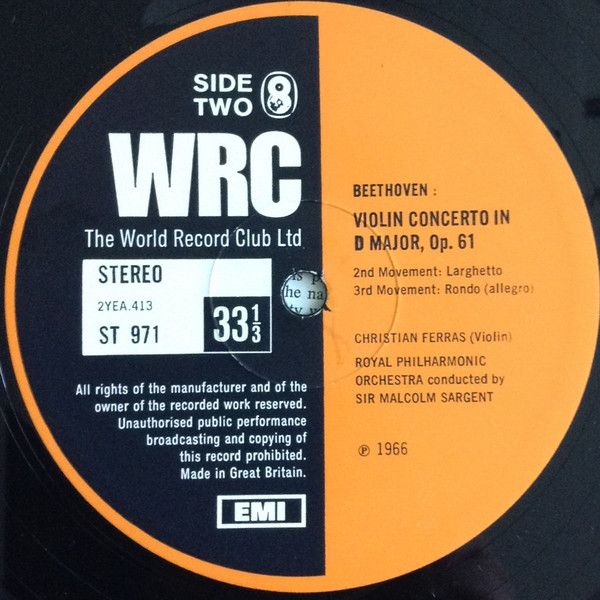 SIDE
TWO
WRC
The World Record Club Ltd.
STEREO
2YEA.413
ST 971
33⅓
All rights of the manufacturer and of the
owner of the recorded work reserved.
Unauthorised public performance
broadcasting and copying of
this record prohibited.
Made in Great Britain.
EMI
BEETHOVEN :
VIOLIN CONCERTO IN
D MAJOR, Op. 61
2nd Movement: Larghetto
3rd Movement: Rondo (allegro)
CHRISTIAN FERRAS (Violin)
ROYAL PHILHARMONIC
ORCHESTRA conducted by
SIR MALCOLM SARGENT
℗ 1966
he na